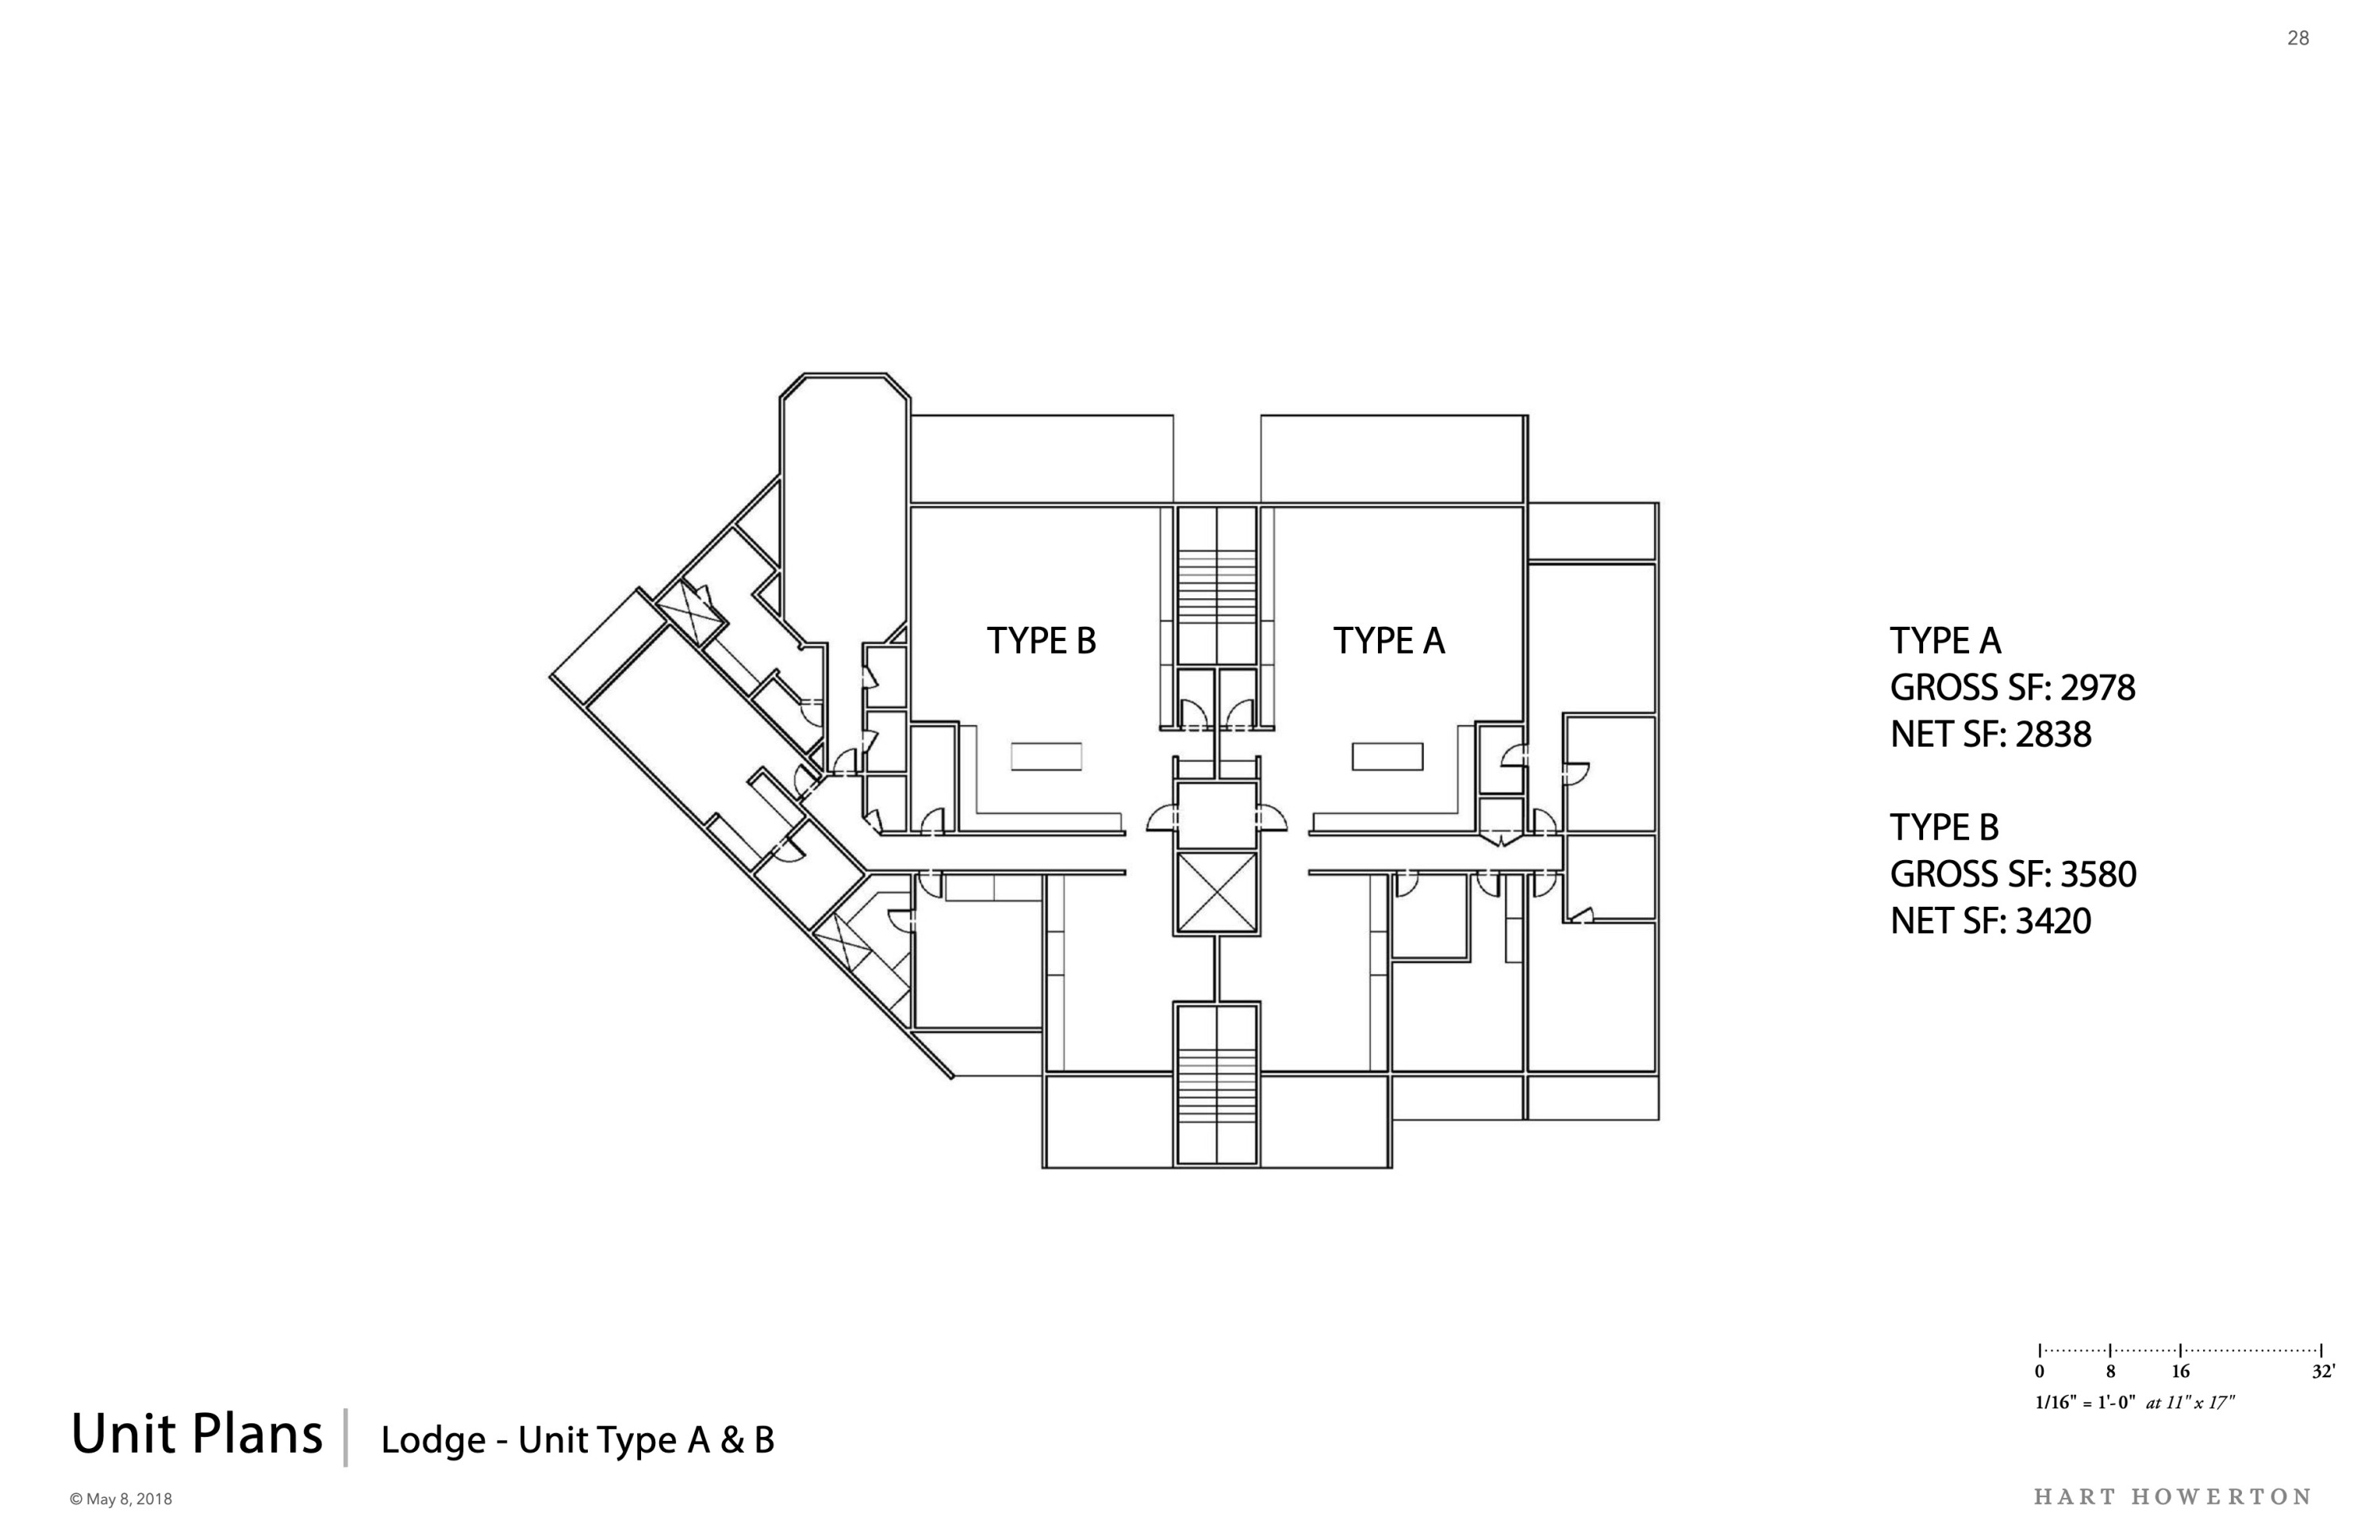 28
TYPE B
TYPE A
TYPE A
GROSS SF: 2978
NET SF: 2838
TYPE B
GROSS SF: 3580
NET SF: 3420
0 8 16 32'
1/16" = 1'-0" at 11" x 17"
Unit Plans | Lodge - Unit Type A & B
© May 8, 2018
HART HOWERTON